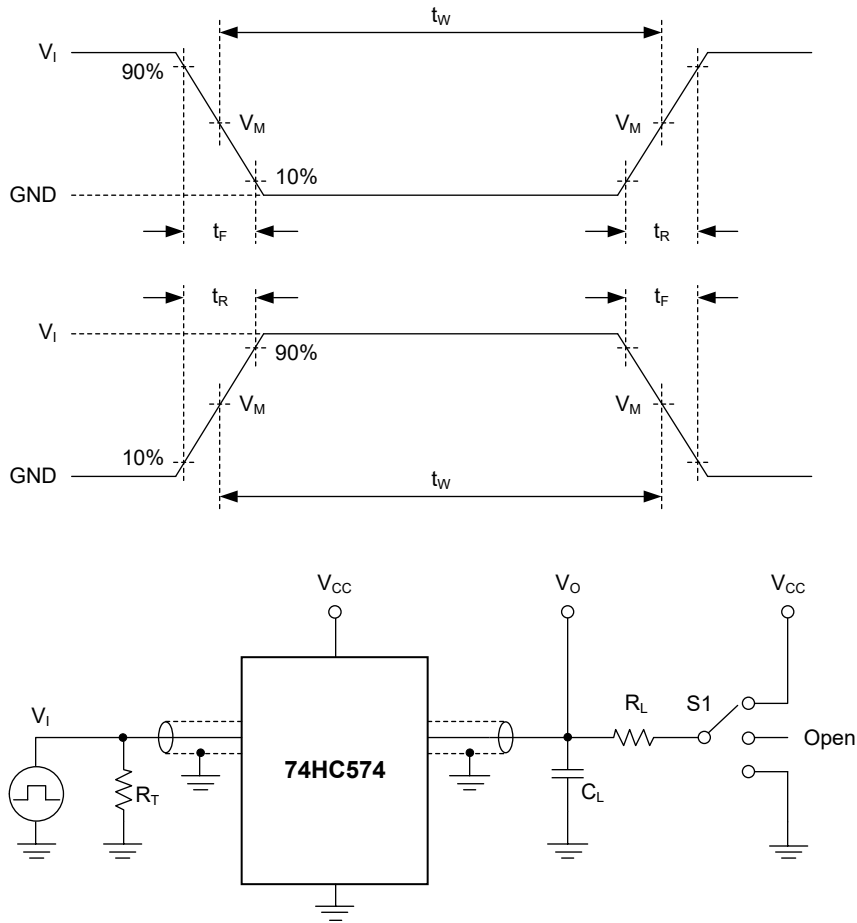 t_W
V_I
90%
V_M
V_M
10%
GND
t_F
t_R
t_R
t_F
V_I
90%
V_M
V_M
10%
GND
t_W
V_CC
V_O
V_CC
V_I
R_L
S1
Open
74HC574
R_T
C_L